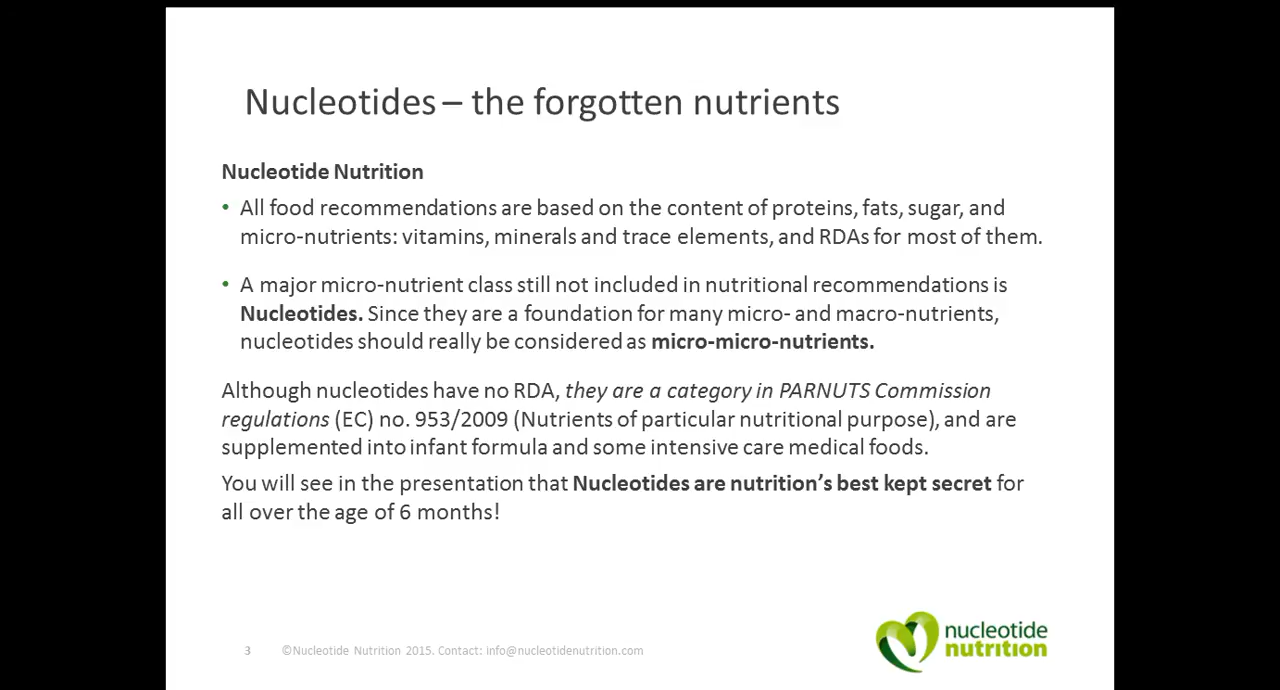 Nucleotides – the forgotten nutrients
Nucleotide Nutrition
• All food recommendations are based on the content of proteins, fats, sugar, and
micro-nutrients: vitamins, minerals and trace elements, and RDAs for most of them.
• A major micro-nutrient class still not included in nutritional recommendations is
Nucleotides. Since they are a foundation for many micro- and macro-nutrients,
nucleotides should really be considered as micro-micro-nutrients.
Although nucleotides have no RDA, they are a category in PARNUTS Commission
regulations (EC) no. 953/2009 (Nutrients of particular nutritional purpose), and are
supplemented into infant formula and some intensive care medical foods.
You will see in the presentation that Nucleotides are nutrition’s best kept secret for
all over the age of 6 months!
3 ©Nucleotide Nutrition 2015. Contact: info@nucleotidenutrition.com
nucleotide
nutrition